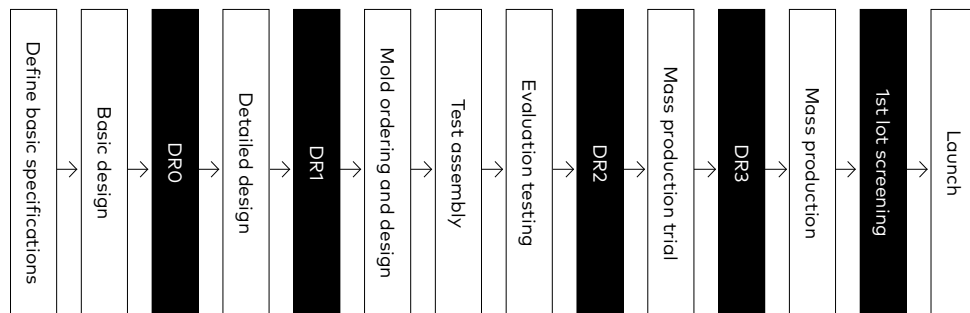 Define basic specifications
Basic design
DR0
Detailed design
DR1
Mold ordering and design
Test assembly
Evaluation testing
DR2
Mass production trial
DR3
Mass production
1st lot screening
Launch